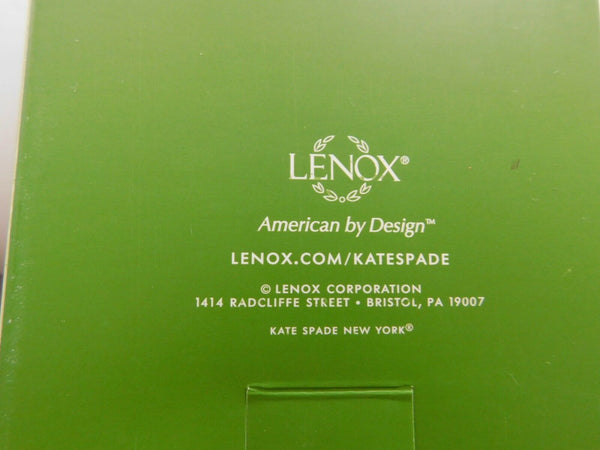 LENOX®
American by Design™
LENOX.COM/KATESPADE
© LENOX CORPORATION
1414 RADCLIFFE STREET • BRISTOL, PA 19007
KATE SPADE NEW YORK®